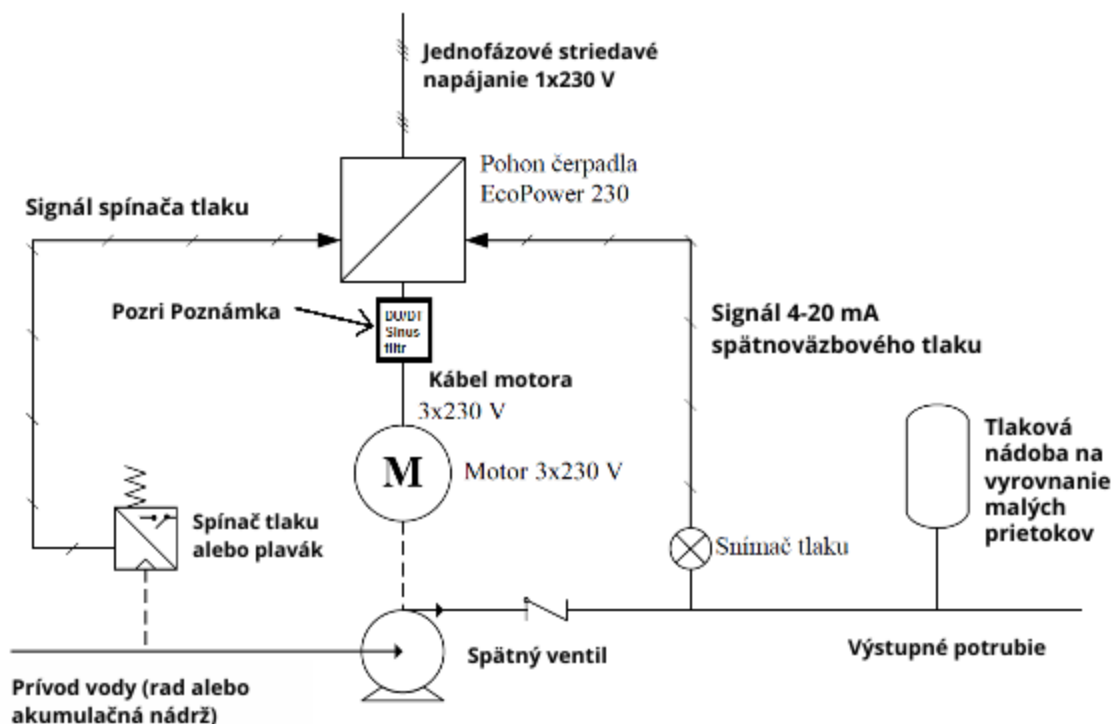 Jednofázové striedavé
napájanie 1x230 V
Pohon čerpadla
EcoPower 230
Signál spínača tlaku
Pozri Poznámka
DU/DT
Sinus
filtr
Signál 4-20 mA
spätnoväzbového tlaku
Kábel motora
3x230 V
M
Motor 3x230 V
Tlaková
nádoba na
vyrovnanie
malých
prietokov
Spínač tlaku
alebo plavák
Snímač tlaku
Spätný ventil
Výstupné potrubie
Prívod vody (rad alebo
akumulačná nádrž)